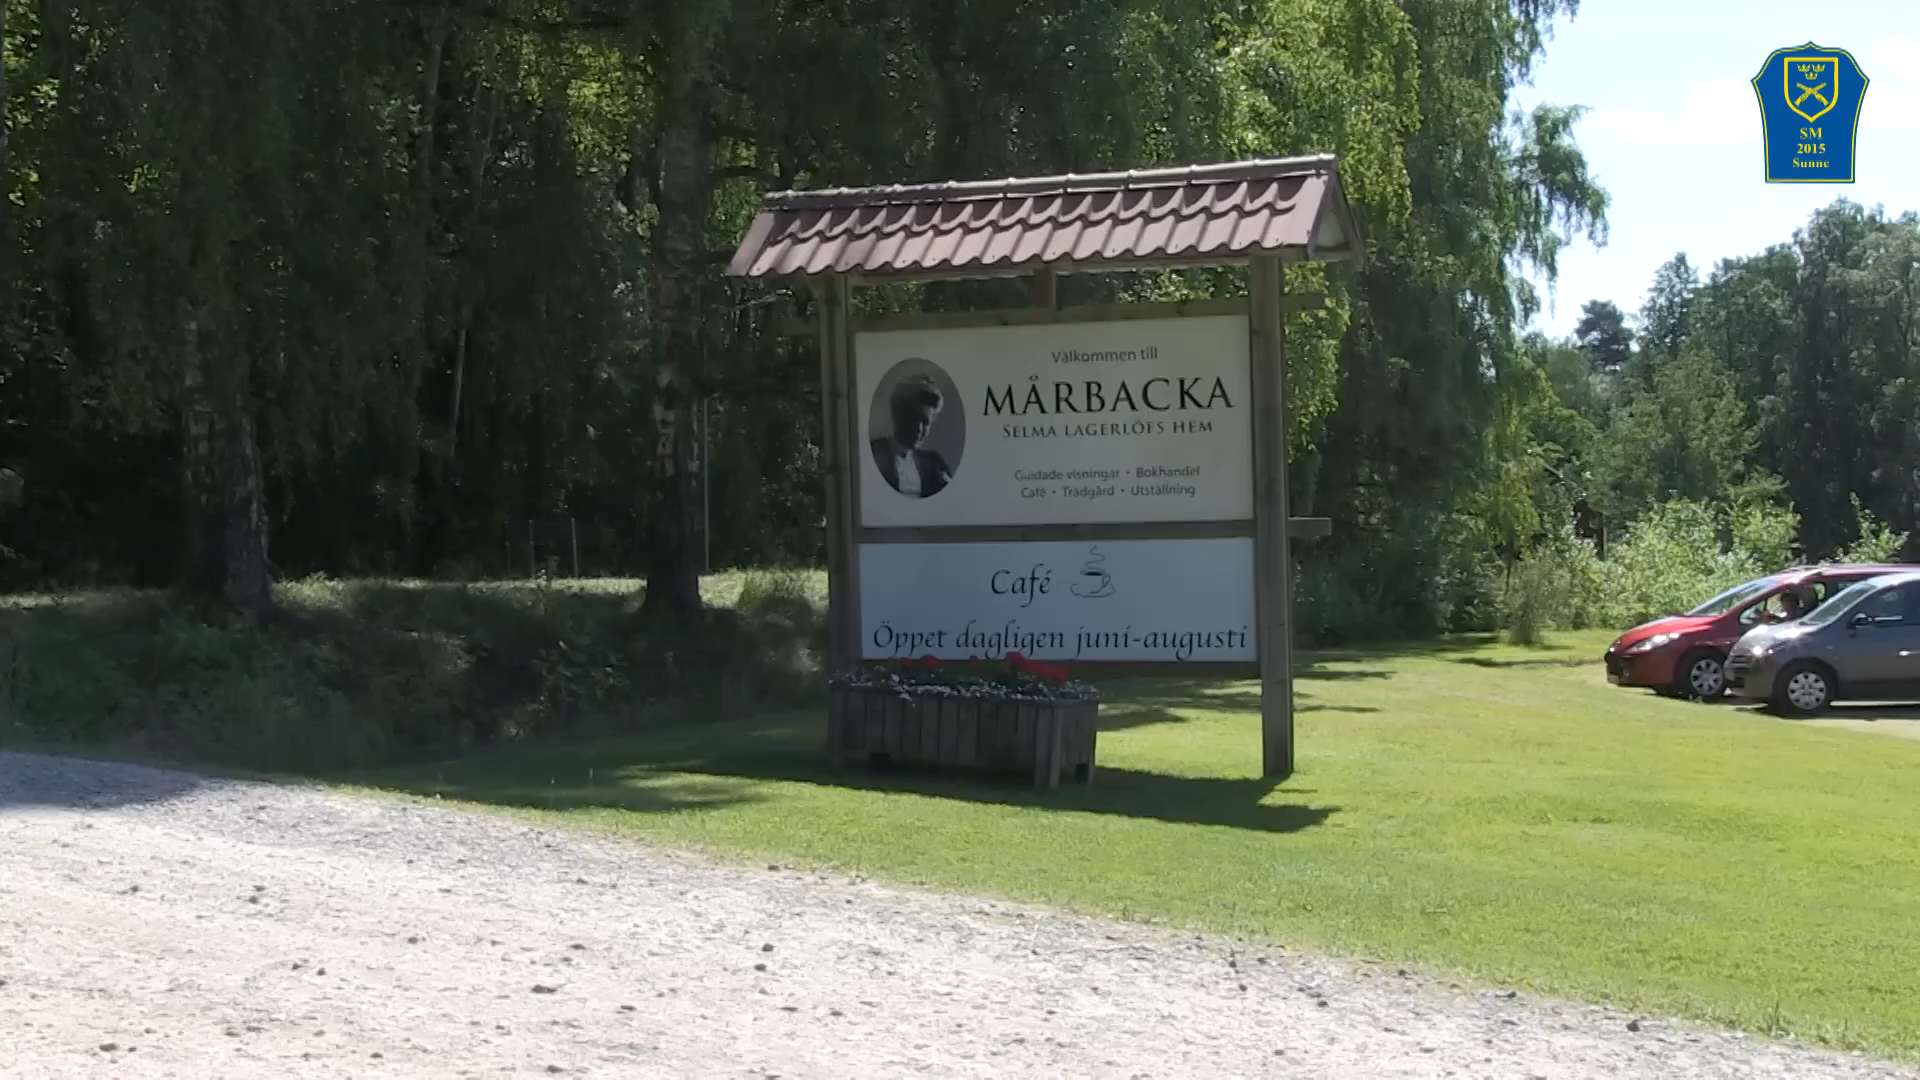 Välkommen till
MÅRBACKA
SELMA LAGERLÖFS HEM
Guidade visningar • Bokhandel
Café • Trädgård • Utställning
Café
Öppet dagligen juni-augusti
SM
2015
Sunne